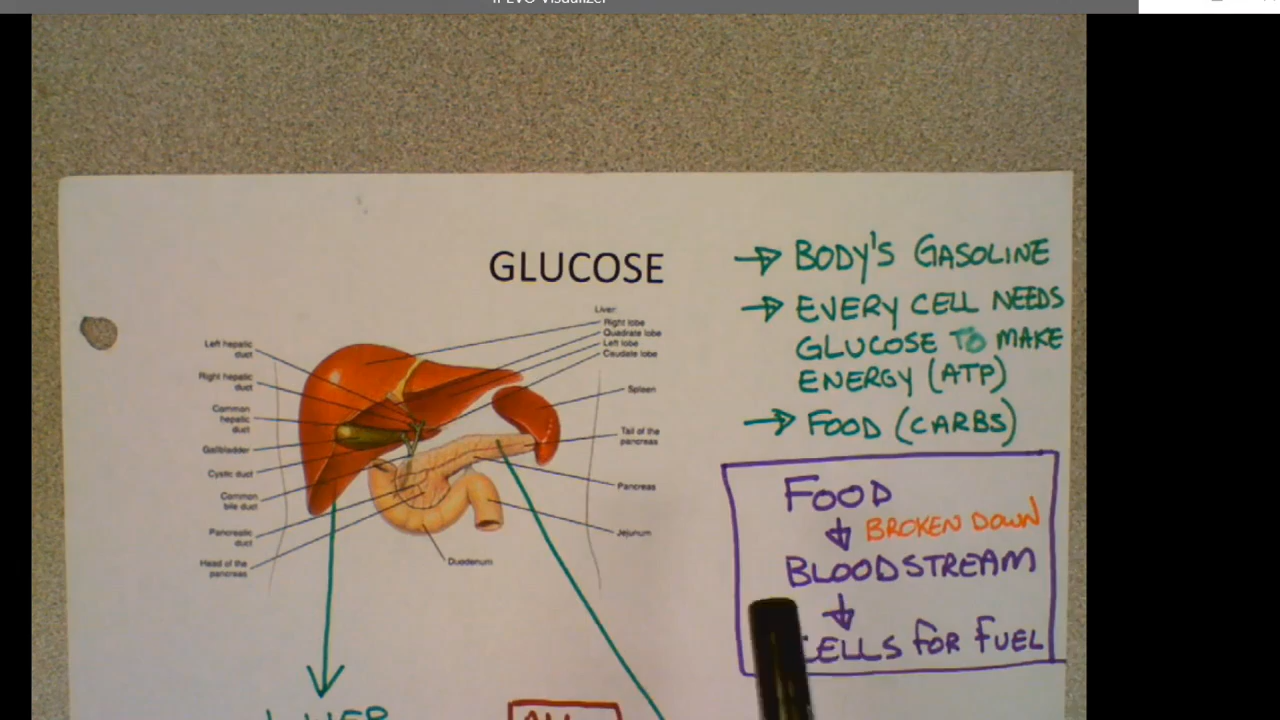 GLUCOSE
→ BODY'S GASOLINE
→ EVERY CELL NEEDS
GLUCOSE TO MAKE
ENERGY (ATP)
→ FOOD (CARBS)
FOOD
↓ BROKEN DOWN
BLOODSTREAM
↓
CELLS FOR FUEL
Liver:
Right lobe
Quadrate lobe
Left lobe
Caudate lobe
Spleen
Tail of the
pancreas
Pancreas
Jejunum
Duodenum
Left hepatic
duct
Right hepatic
duct
Common
hepatic
duct
Gallbladder
Cystic duct
Common
bile duct
Pancreatic
duct
Head of the
pancreas
LIVER